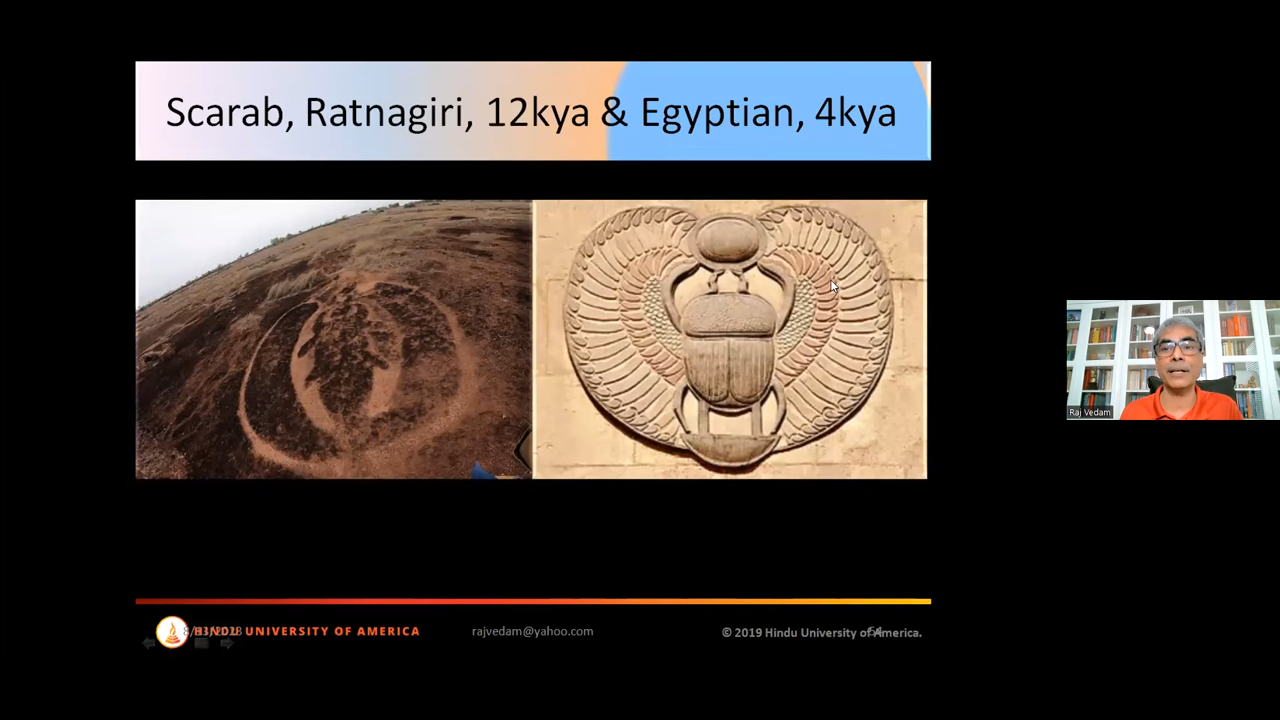 Scarab, Ratnagiri, 12kya & Egyptian, 4kya
Raj Vedam
HINDU UNIVERSITY OF AMERICA
rajvedam@yahoo.com
© 2019 Hindu University of America.
54